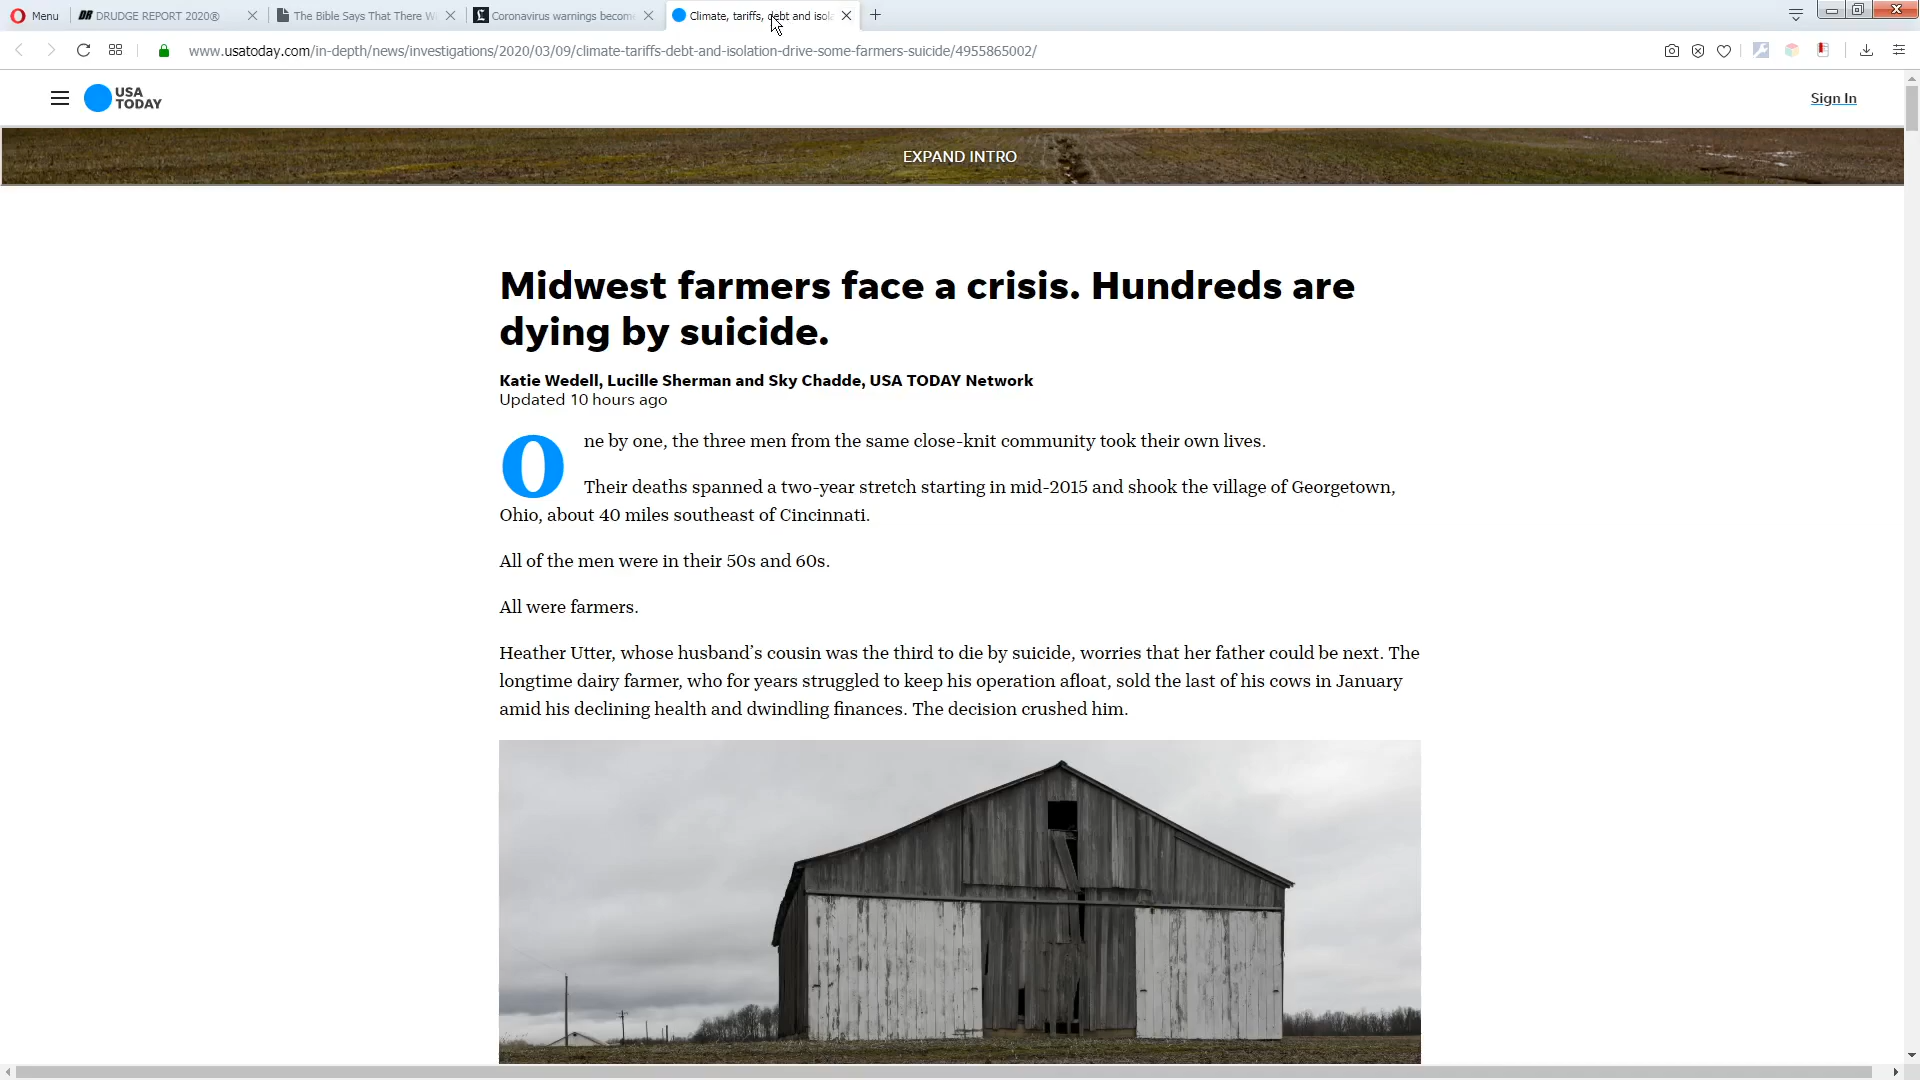 Menu
DR DRUDGE REPORT 2020®
The Bible Says That There W
Coronavirus warnings becom
Climate, tariffs, debt and isola
www.usatoday.com/in-depth/news/investigations/2020/03/09/climate-tariffs-debt-and-isolation-drive-some-farmers-suicide/4955865002/
USA
TODAY
Sign In
EXPAND INTRO
Midwest farmers face a crisis. Hundreds are
dying by suicide.
Katie Wedell, Lucille Sherman and Sky Chadde, USA TODAY Network
Updated 10 hours ago
One by one, the three men from the same close-knit community took their own lives.
Their deaths spanned a two-year stretch starting in mid-2015 and shook the village of Georgetown,
Ohio, about 40 miles southeast of Cincinnati.
All of the men were in their 50s and 60s.
All were farmers.
Heather Utter, whose husband’s cousin was the third to die by suicide, worries that her father could be next. The
longtime dairy farmer, who for years struggled to keep his operation afloat, sold the last of his cows in January
amid his declining health and dwindling finances. The decision crushed him.